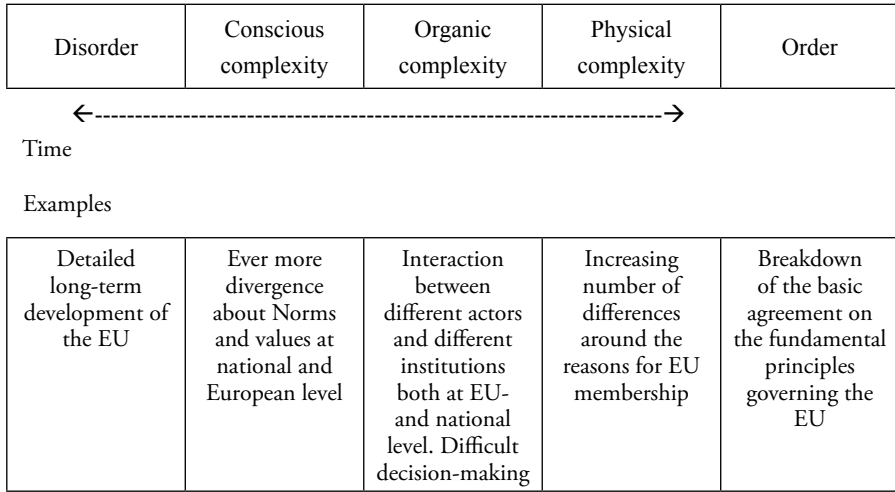 Disorder
Conscious
complexity
Organic
complexity
Physical
complexity
Order
←----------------------------------------------------------------------→
Time
Examples
Detailed
long-term
development of
the EU
Ever more
divergence
about Norms
and values at
national and
European level
Interaction
between
different actors
and different
institutions
both at EU-
and national
level. Difficult
decision-making
Increasing
number of
differences
around the
reasons for EU
membership
Breakdown
of the basic
agreement on
the fundamental
principles
governing the
EU